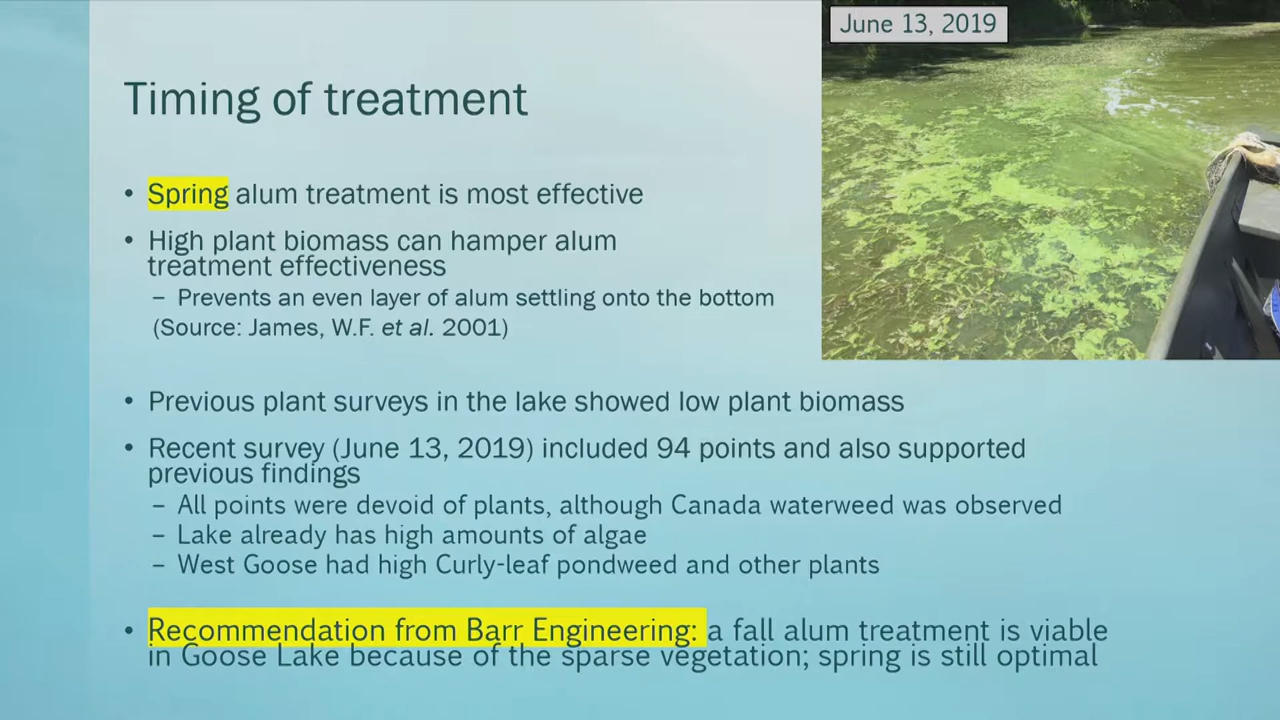 June 13, 2019
Timing of treatment
• Spring alum treatment is most effective
• High plant biomass can hamper alum
treatment effectiveness
– Prevents an even layer of alum settling onto the bottom
(Source: James, W.F. et al. 2001)
• Previous plant surveys in the lake showed low plant biomass
• Recent survey (June 13, 2019) included 94 points and also supported
previous findings
– All points were devoid of plants, although Canada waterweed was observed
– Lake already has high amounts of algae
– West Goose had high Curly-leaf pondweed and other plants
• Recommendation from Barr Engineering: a fall alum treatment is viable
in Goose Lake because of the sparse vegetation; spring is still optimal